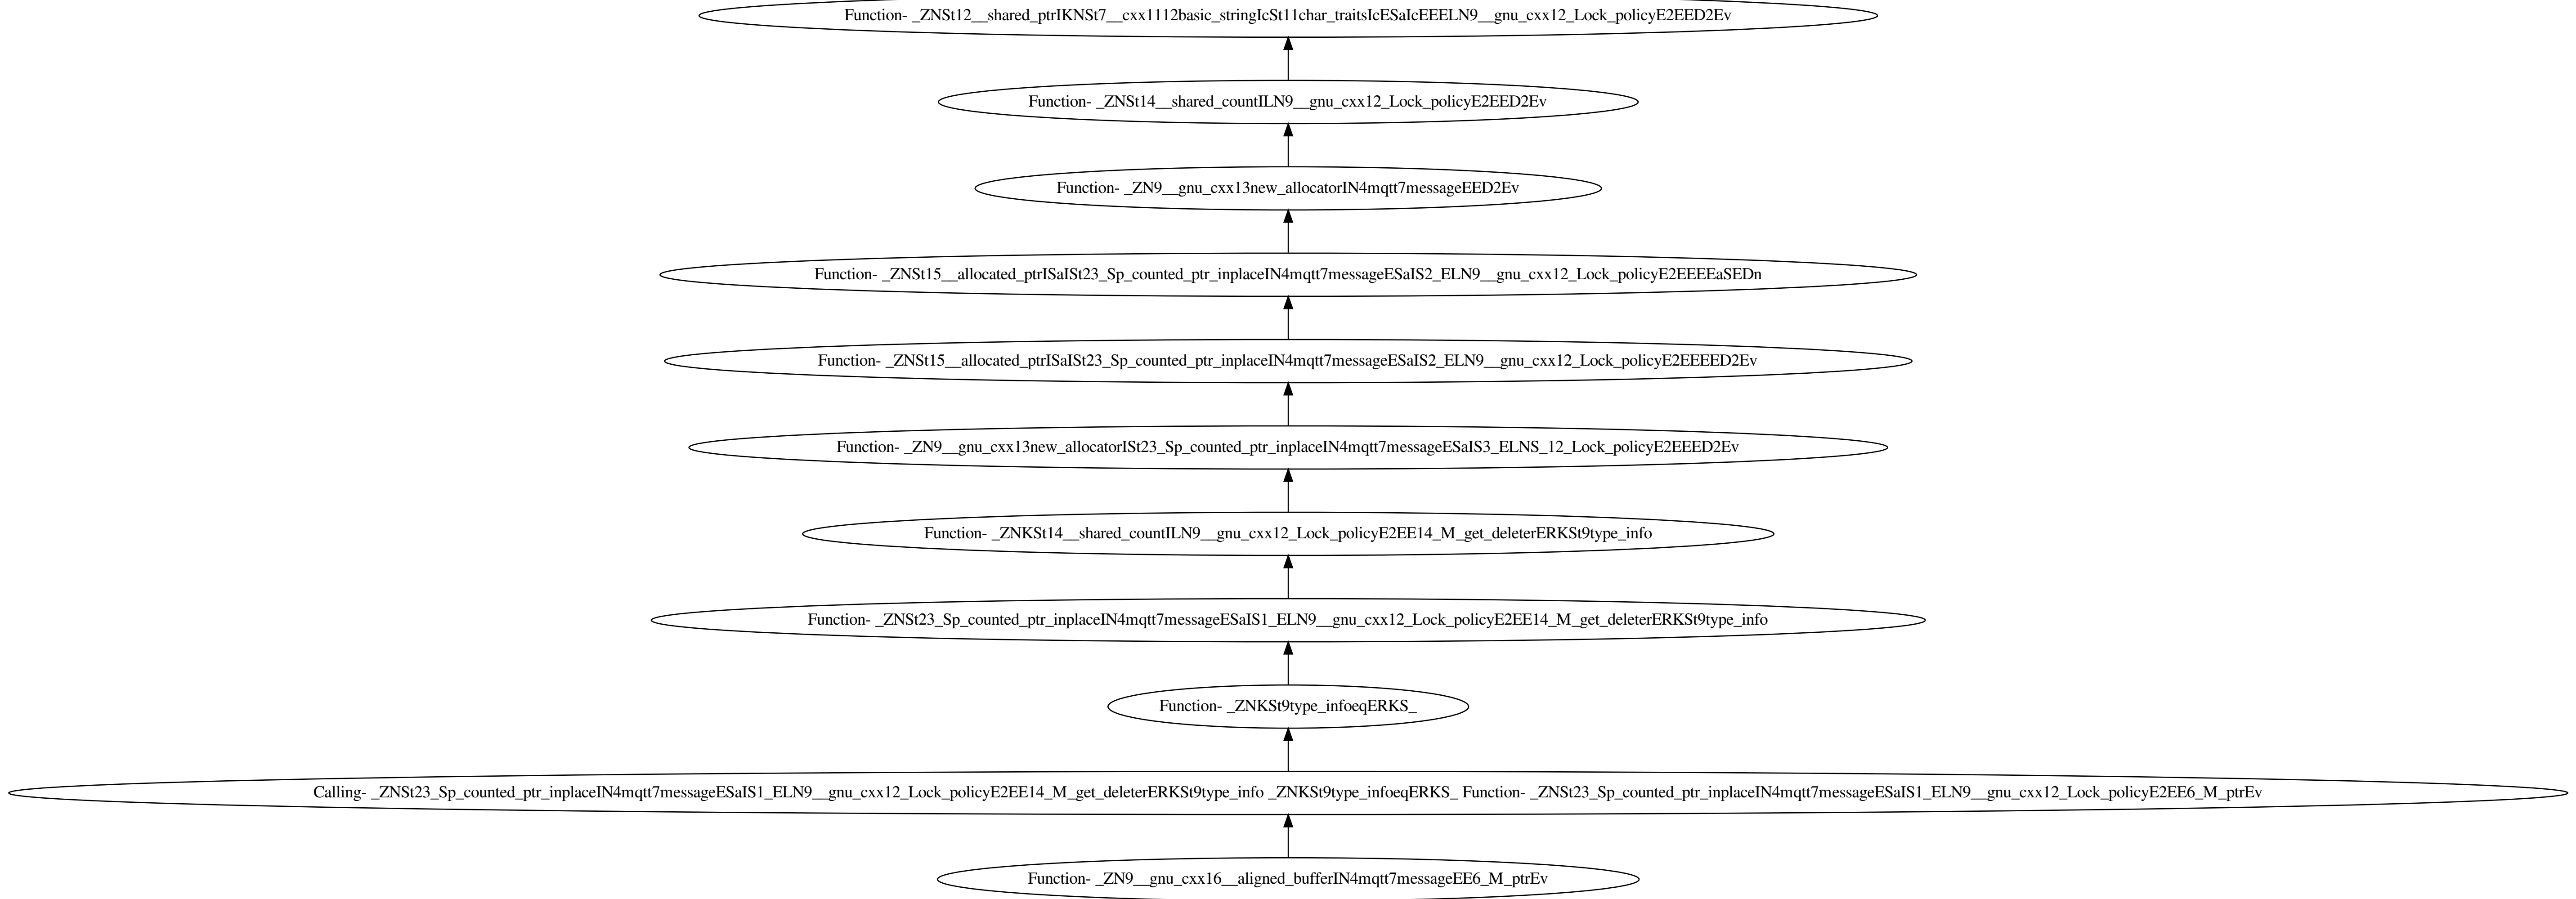 Function- _ZNSt12__shared_ptrIKNSt7__cxx1112basic_stringIcSt11char_traitsIcESaIcEEELN9__gnu_cxx12_Lock_policyE2EED2Ev
Function- _ZNSt14__shared_countILN9__gnu_cxx12_Lock_policyE2EED2Ev
Function- _ZN9__gnu_cxx13new_allocatorIN4mqtt7messageEED2Ev
Function- _ZNSt15__allocated_ptrISaISt23_Sp_counted_ptr_inplaceIN4mqtt7messageESaIS2_ELN9__gnu_cxx12_Lock_policyE2EEEEaSEDn
Function- _ZNSt15__allocated_ptrISaISt23_Sp_counted_ptr_inplaceIN4mqtt7messageESaIS2_ELN9__gnu_cxx12_Lock_policyE2EEEED2Ev
Function- _ZN9__gnu_cxx13new_allocatorISt23_Sp_counted_ptr_inplaceIN4mqtt7messageESaIS3_ELNS_12_Lock_policyE2EEED2Ev
Function- _ZNKSt14__shared_countILN9__gnu_cxx12_Lock_policyE2EE14_M_get_deleterERKSt9type_info
Function- _ZNSt23_Sp_counted_ptr_inplaceIN4mqtt7messageESaIS1_ELN9__gnu_cxx12_Lock_policyE2EE14_M_get_deleterERKSt9type_info
Function- _ZNKSt9type_infoeqERKS_
Calling- _ZNSt23_Sp_counted_ptr_inplaceIN4mqtt7messageESaIS1_ELN9__gnu_cxx12_Lock_policyE2EE14_M_get_deleterERKSt9type_info _ZNKSt9type_infoeqERKS_ Function- _ZNSt23_Sp_counted_ptr_inplaceIN4mqtt7messageESaIS1_ELN9__gnu_cxx12_Lock_policyE2EE6_M_ptrEv
Function- _ZN9__gnu_cxx16__aligned_bufferIN4mqtt7messageEE6_M_ptrEv